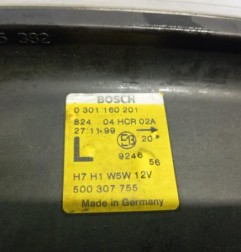 BOSCH
0 301 160 201
824 04 HCR 02A
27·11·99 20°
L
9246 56
H7 H1 W5W 12V
500 307 755
Made in Germany